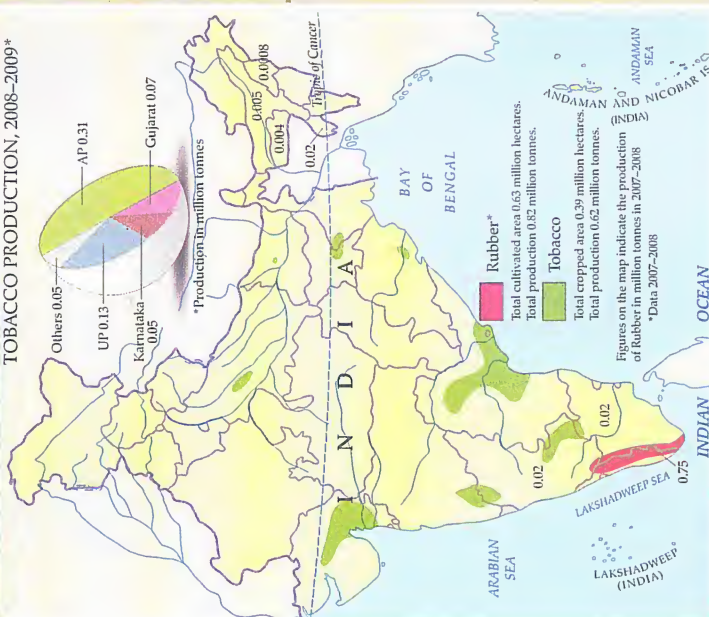 TOBACCO PRODUCTION, 2008–2009*
AP 0.31
Gujarat 0.07
Karnataka
0.05
UP 0.13
Others 0.05
*Production in million tonnes
0.005
0.0008
0.004
0.02
Tropic of Cancer
I N D I A
BAY
OF
BENGAL
ANDAMAN
SEA
ANDAMAN AND NICOBAR IS
(INDIA)
ARABIAN
SEA
0.02
0.02
0.75
LAKSHADWEEP SEA
LAKSHADWEEP
(INDIA)
INDIAN OCEAN
Rubber*
Total cultivated area 0.63 million hectares.
Total production 0.82 million tonnes.
Tobacco
Total cropped area 0.39 million hectares.
Total production 0.62 million tonnes.
Figures on the map indicate the production
of Rubber in million tonnes in 2007-2008
*Data 2007-2008